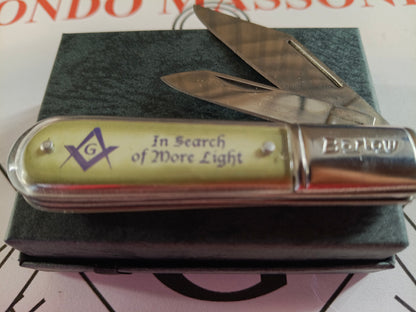 ONDO MASSONI
In Search
of More Light
G
Barlow